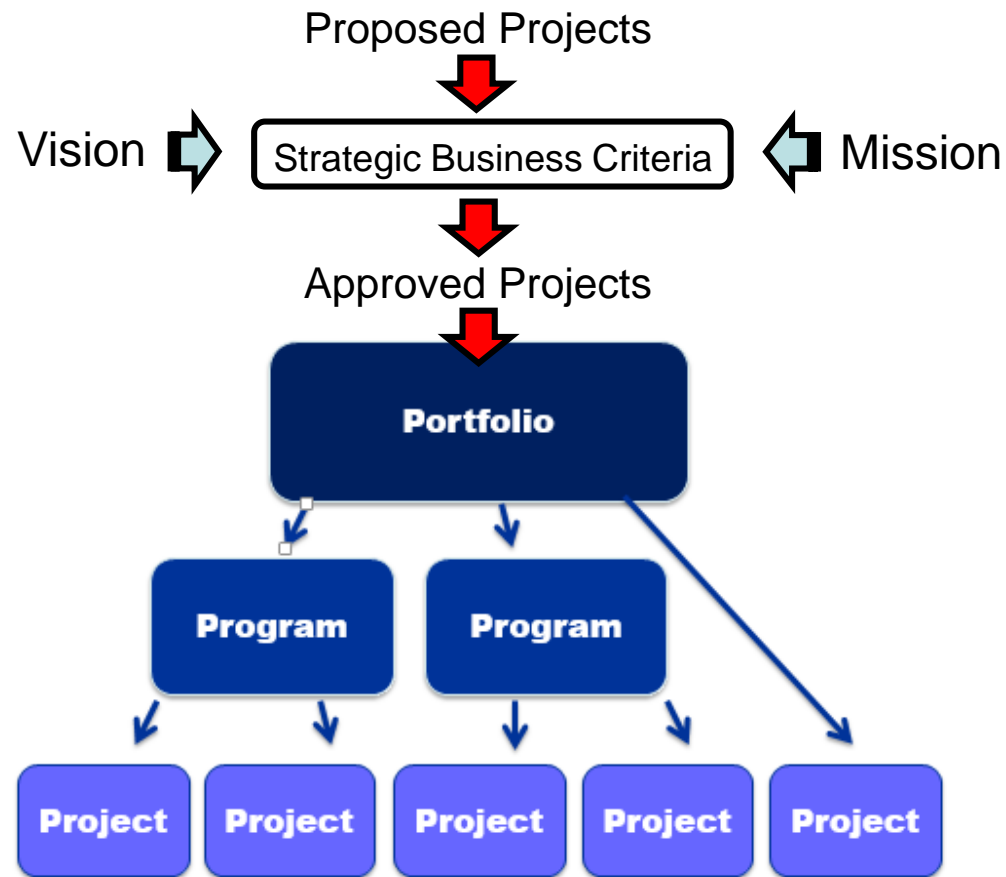 Proposed Projects
Vision
Strategic Business Criteria
Mission
Approved Projects
Portfolio
Program
Program
Project
Project
Project
Project
Project